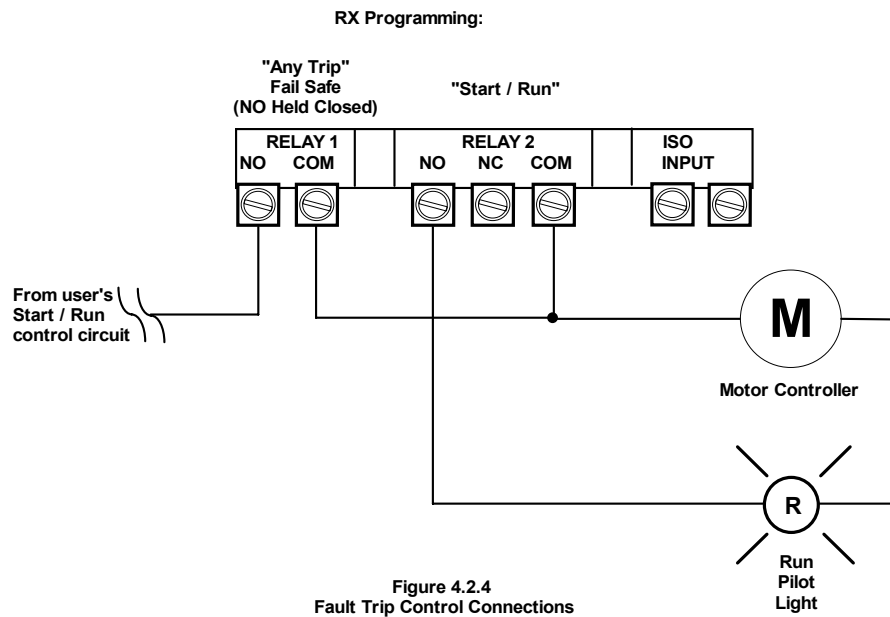 RX Programming:
"Any Trip"
Fail Safe
(NO Held Closed)
"Start / Run"
RELAY 1
NO COM
RELAY 2
NO NC COM
ISO
INPUT
From user's
Start / Run
control circuit
M
Motor Controller
R
Run
Pilot
Light
Figure 4.2.4
Fault Trip Control Connections